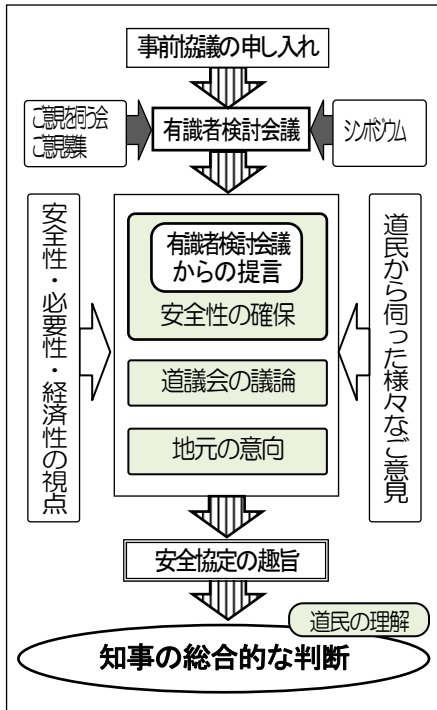 事前協議の申し入れ
ご意見を伺う会
ご意見募集
有識者検討会議
シンポジウム
安全性・必要性・経済性の視点
有識者検討会議
からの提言
安全性の確保
道議会の議論
地元の意向
道民から伺った様々なご意見
安全協定の趣旨
道民の理解
知事の総合的な判断